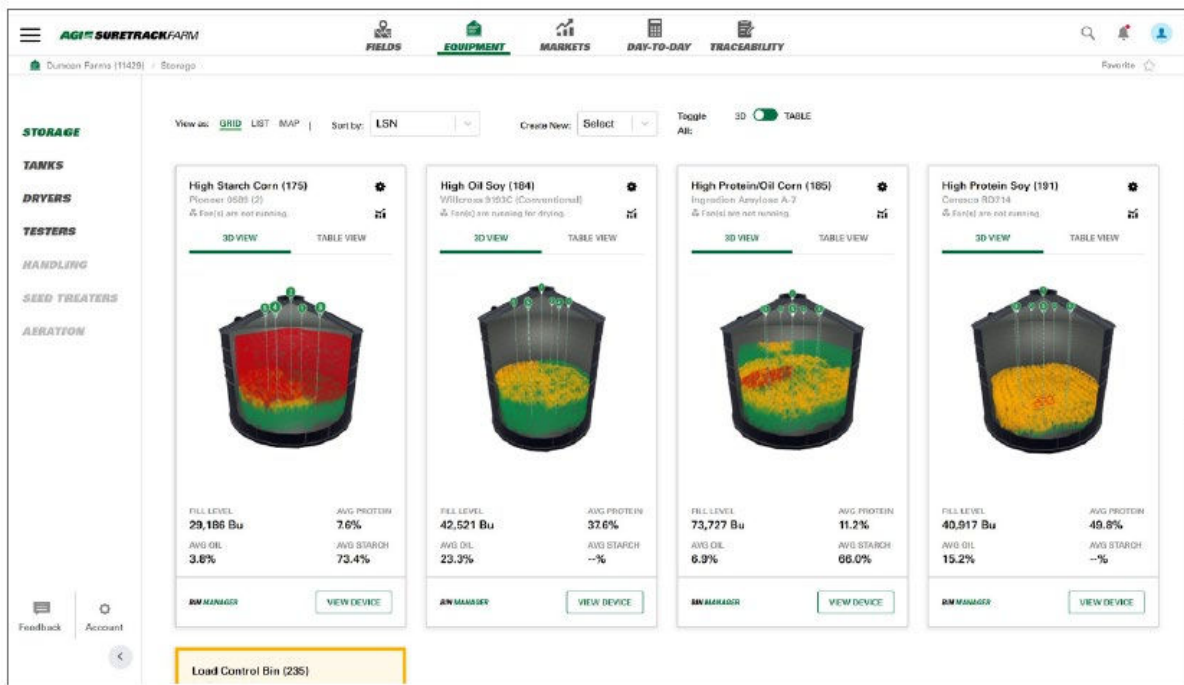 AGI SURETRACKFARM
FIELDS
EQUIPMENT
MARKETS
DAY-TO-DAY
TRACEABILITY
Duncan Farms (11429) / Storage
Favorite
STORAGE
TANKS
DRYERS
TESTERS
HANDLING
SEED TREATERS
AERATION
Feedback
Account
View as: GRID LIST MAP | Sort by: LSN Create New: Select Toggle All: 3D TABLE
High Starch Corn (175)
Pioneer 0589 (2)
Fan(s) are not running.
3D VIEW TABLE VIEW
FILL LEVEL AVG PROTEIN
29,186 Bu 7.6%
AVG OIL AVG STARCH
3.8% 73.4%
BIN MANAGER VIEW DEVICE
High Oil Soy (184)
Willcross 9193C (Conventional)
Fan(s) are running for drying.
3D VIEW TABLE VIEW
FILL LEVEL AVG PROTEIN
42,521 Bu 37.6%
AVG OIL AVG STARCH
23.3% --%
BIN MANAGER VIEW DEVICE
High Protein/Oil Corn (185)
Ingredion Amylose A-7
Fan(s) are not running.
3D VIEW TABLE VIEW
FILL LEVEL AVG PROTEIN
73,727 Bu 11.2%
AVG OIL AVG STARCH
6.9% 66.0%
BIN MANAGER VIEW DEVICE
High Protein Soy (191)
Fan(s) are not running.
3D VIEW TABLE VIEW
FILL LEVEL AVG PROTEIN
40,917 Bu 49.8%
AVG OIL AVG STARCH
15.2% --%
BIN MANAGER VIEW DEVICE
Load Control Bin (235)